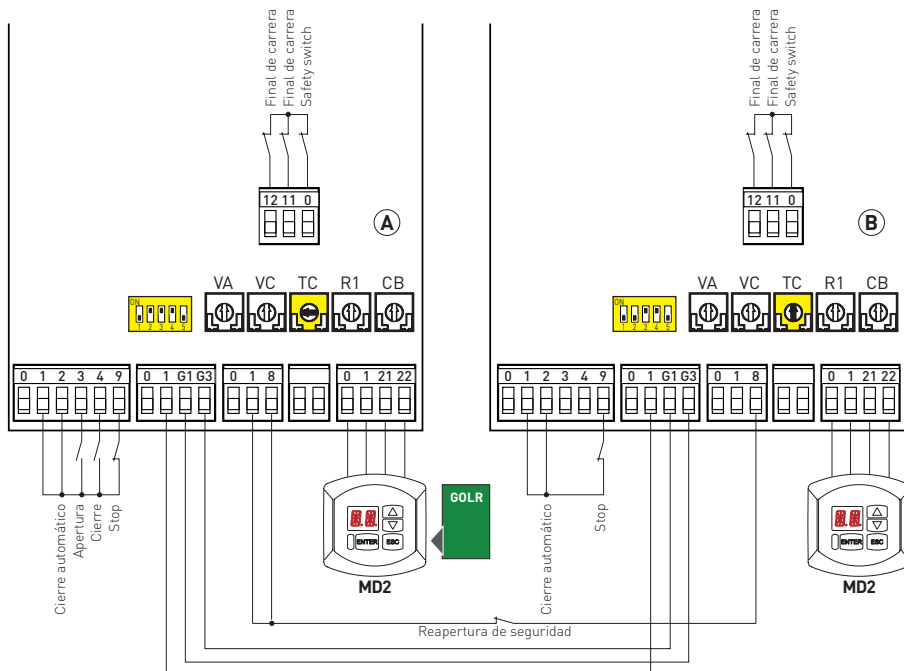 Final de carrera
Final de carrera
Safety switch
12 11 0
A
VA VC TC R1 CB
ON
1 2 3 4 5
0 1 2 3 4 9
0 1 G1 G3
0 1 8
0 1 21 22
Cierre automático
Apertura
Cierre
Stop
ENTER
ESC
MD2
GOLR
Final de carrera
Final de carrera
Safety switch
12 11 0
B
VA VC TC R1 CB
ON
1 2 3 4 5
0 1 2 3 4 9
0 1 G1 G3
0 1 8
0 1 21 22
Cierre automático
Stop
ENTER
ESC
MD2
Reapertura de seguridad